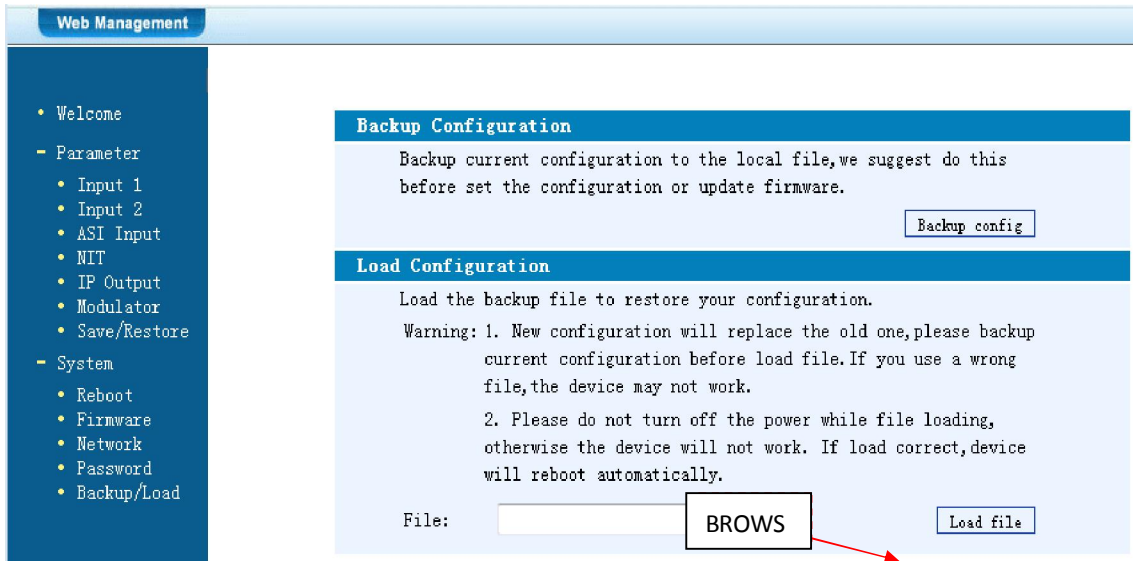 Web Management
Welcome
Parameter
Input 1
Input 2
ASI Input
NIT
IP Output
Modulator
Save/Restore
System
Reboot
Firmware
Network
Password
Backup/Load
Backup Configuration
Backup current configuration to the local file,we suggest do this
before set the configuration or update firmware.
Backup config
Load Configuration
Load the backup file to restore your configuration.
Warning: 1. New configuration will replace the old one,please backup
current configuration before load file.If you use a wrong
file,the device may not work.
2. Please do not turn off the power while file loading,
otherwise the device will not work. If load correct,device
will reboot automatically.
File:
BROWS
Load file